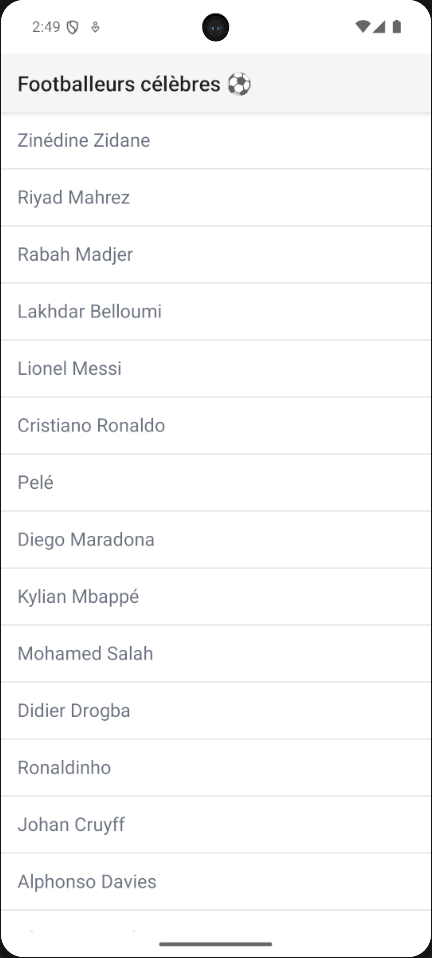 2:49
Footballeurs célèbres ⚽
Zinédine Zidane
Riyad Mahrez
Rabah Madjer
Lakhdar Belloumi
Lionel Messi
Cristiano Ronaldo
Pelé
Diego Maradona
Kylian Mbappé
Mohamed Salah
Didier Drogba
Ronaldinho
Johan Cruyff
Alphonso Davies